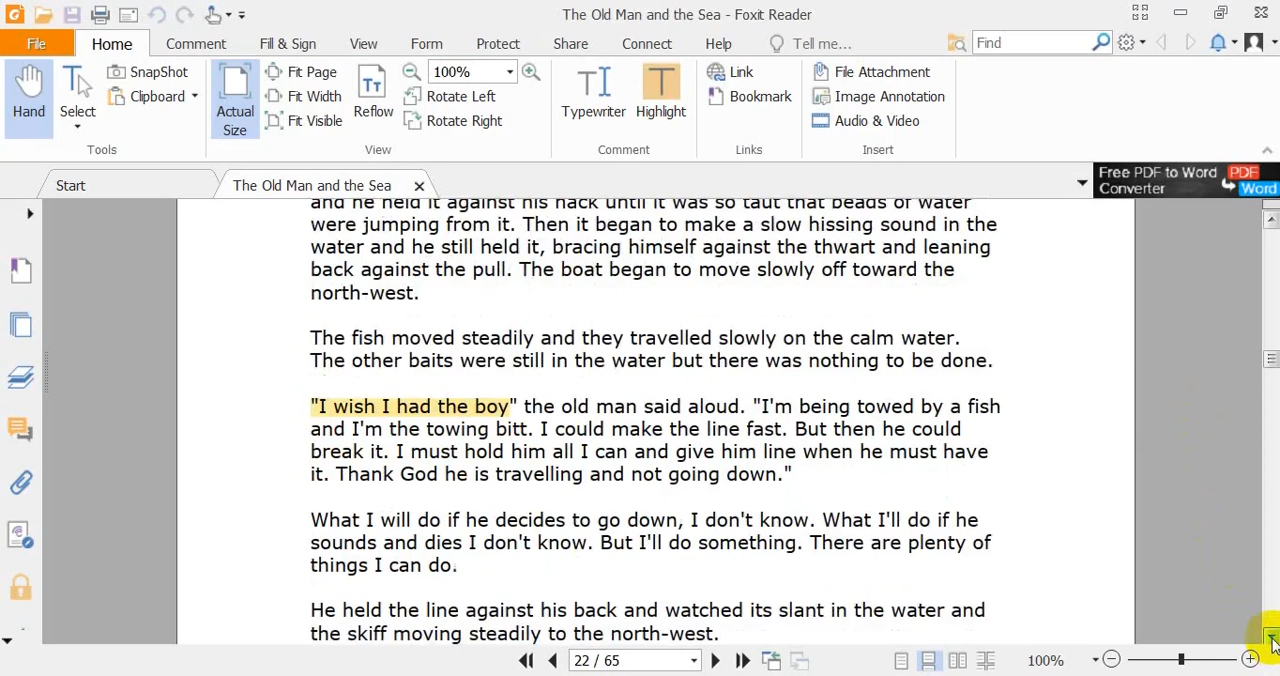 The Old Man and the Sea - Foxit Reader
File Home Comment Fill & Sign View Form Protect Share Connect Help Tell me... Find
Hand
Select
SnapShot
Clipboard
Tools
Actual Size
Fit Page
Fit Width
Fit Visible
Reflow
100%
Rotate Left
Rotate Right
View
Typewriter
Highlight
Comment
Link
Bookmark
Links
File Attachment
Image Annotation
Audio & Video
Insert
Start The Old Man and the Sea
Free PDF to Word Converter PDF Word
and he held it against his hack until it was so taut that beads of water
were jumping from it. Then it began to make a slow hissing sound in the
water and he still held it, bracing himself against the thwart and leaning
back against the pull. The boat began to move slowly off toward the
north-west.
The fish moved steadily and they travelled slowly on the calm water.
The other baits were still in the water but there was nothing to be done.
"I wish I had the boy" the old man said aloud. "I'm being towed by a fish
and I'm the towing bitt. I could make the line fast. But then he could
break it. I must hold him all I can and give him line when he must have
it. Thank God he is travelling and not going down."
What I will do if he decides to go down, I don't know. What I'll do if he
sounds and dies I don't know. But I'll do something. There are plenty of
things I can do.
He held the line against his back and watched its slant in the water and
the skiff moving steadily to the north-west.
22 / 65
100%